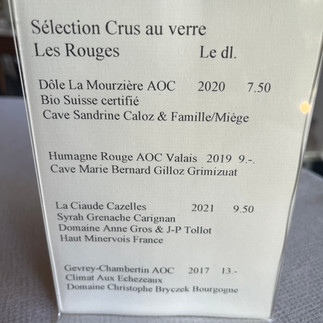 Sélection Crus au verre
Les Rouges Le dl.
Dôle La Mourzière AOC 2020 7.50
Bio Suisse certifié
Cave Sandrine Caloz & Famille/Miège
Humagne Rouge AOC Valais 2019 9.-
Cave Marie Bernard Gilloz Grimizuat
La Ciaude Cazelles 2021 9.50
Syrah Grenache Carignan
Domaine Anne Gros & J-P Tollot
Haut Minervois France
Gevrey-Chambertin AOC 2017 13.-
Climat Aux Echezeaux
Domaine Christophe Bryczek Bourgogne